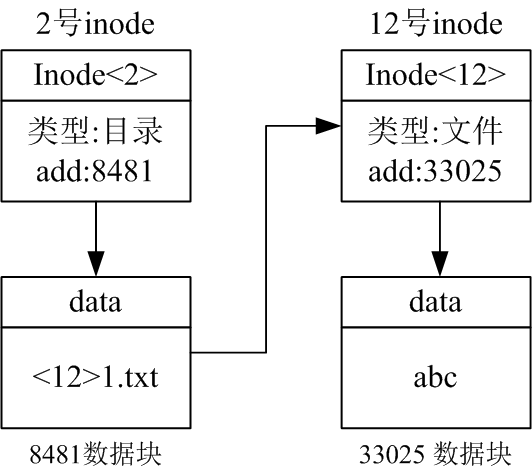 2号inode
Inode<2>
类型:目录
add:8481
data
<12>1.txt
8481数据块
12号inode
Inode<12>
类型:文件
add:33025
data
abc
33025 数据块